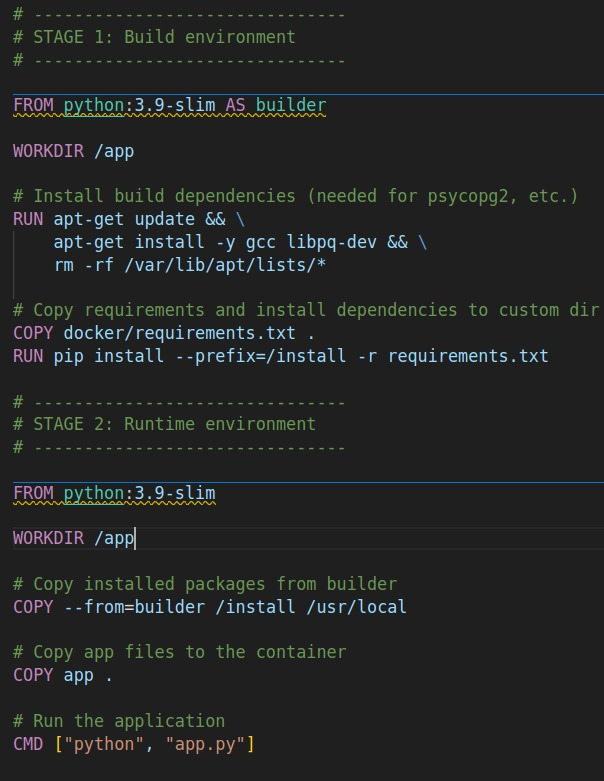 # -------------------------------
# STAGE 1: Build environment
# -------------------------------
FROM python:3.9-slim AS builder
WORKDIR /app
# Install build dependencies (needed for psycopg2, etc.)
RUN apt-get update && \
    apt-get install -y gcc libpq-dev && \
    rm -rf /var/lib/apt/lists/*
# Copy requirements and install dependencies to custom dir
COPY docker/requirements.txt .
RUN pip install --prefix=/install -r requirements.txt
# -------------------------------
# STAGE 2: Runtime environment
# -------------------------------
FROM python:3.9-slim
WORKDIR /app
# Copy installed packages from builder
COPY --from=builder /install /usr/local
# Copy app files to the container
COPY app .
# Run the application
CMD ["python", "app.py"]